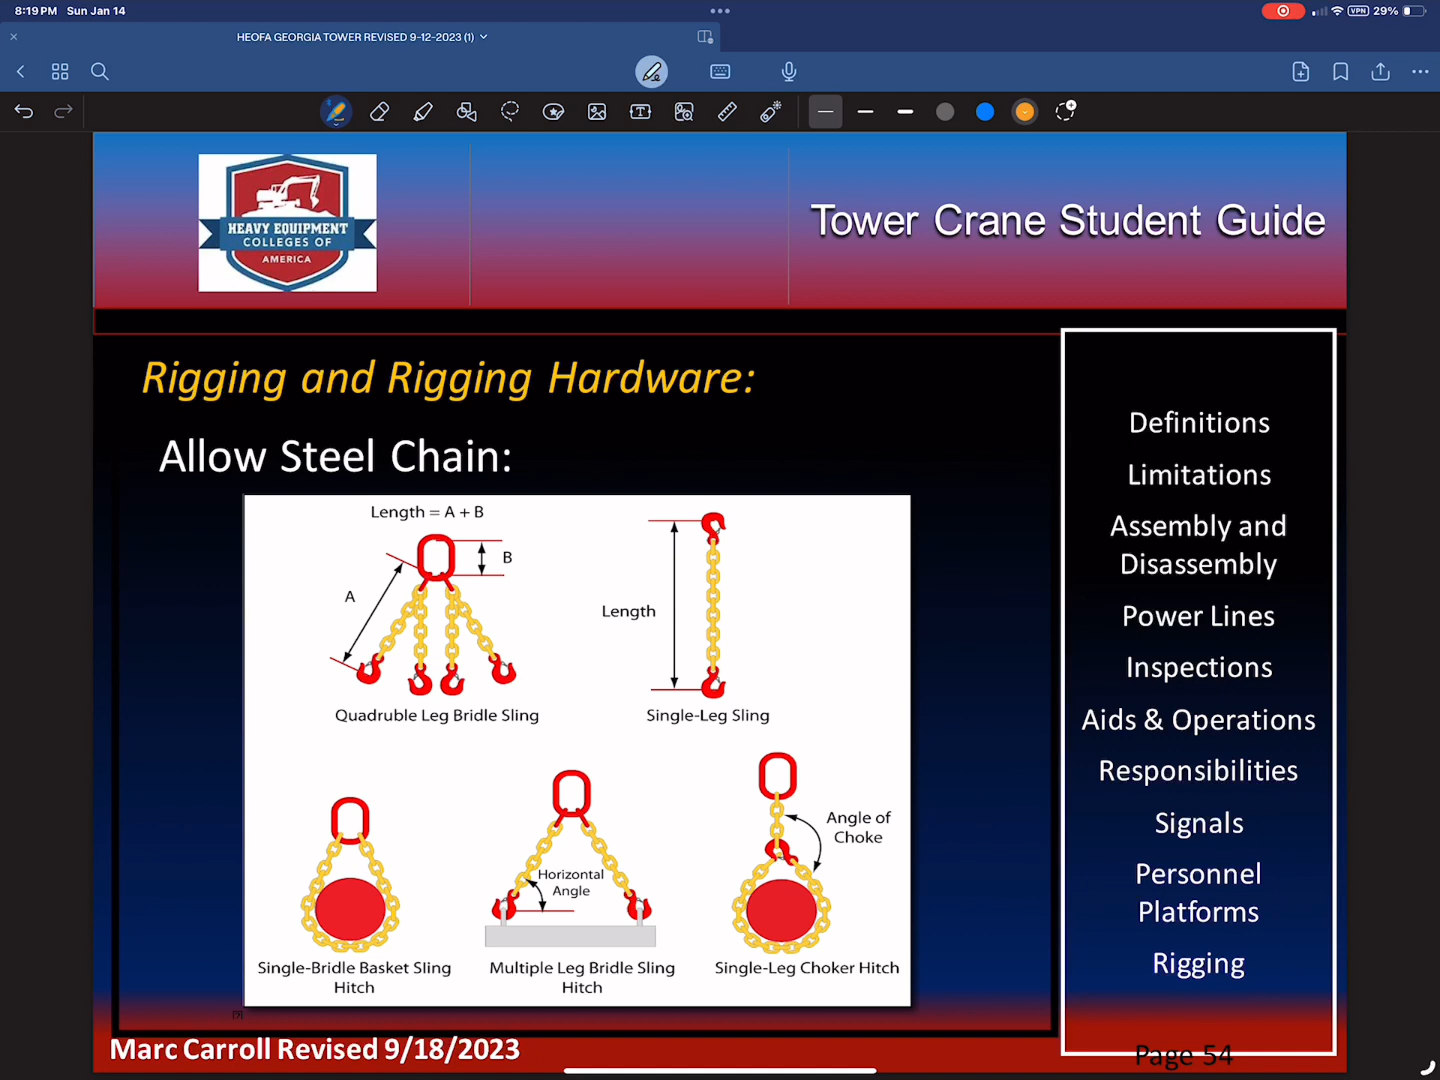 8:19 PM Sun Jan 14
VPN 29%
HEOFA GEORGIA TOWER REVISED 9-12-2023 (1)
HEAVY EQUIPMENT
COLLEGES OF
AMERICA
Tower Crane Student Guide
Rigging and Rigging Hardware:
Allow Steel Chain:
Length = A + B
B
A
Quadruble Leg Bridle Sling
Length
Single-Leg Sling
Single-Bridle Basket Sling
Hitch
Horizontal
Angle
Multiple Leg Bridle Sling
Hitch
Angle of
Choke
Single-Leg Choker Hitch
[9]
Definitions
Limitations
Assembly and
Disassembly
Power Lines
Inspections
Aids & Operations
Responsibilities
Signals
Personnel
Platforms
Rigging
Marc Carroll Revised 9/18/2023
Page 54